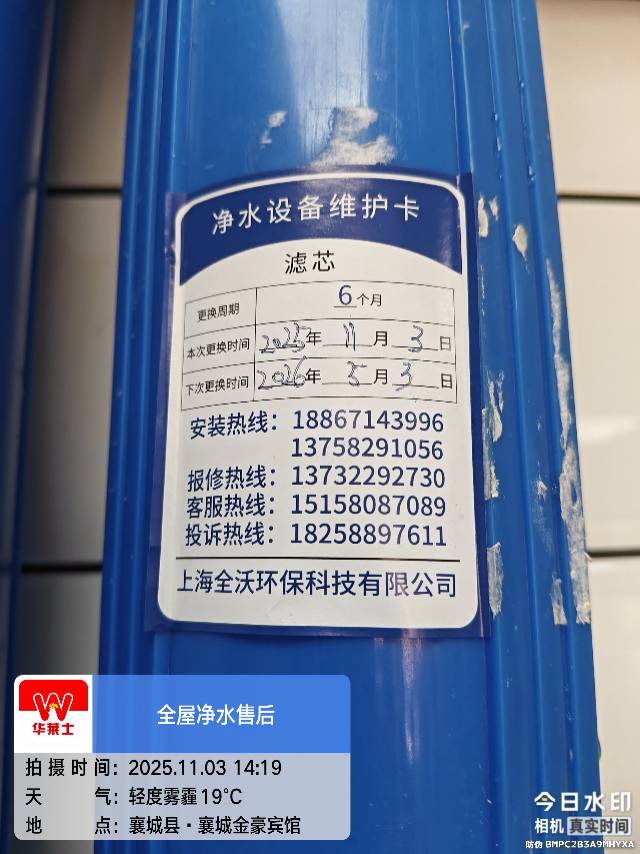 净水设备维护卡
滤芯
更换周期 6个月
本次更换时间 2025年 11月 3日
下次更换时间 2026年 5月 3日
安装热线: 18867143996
13758291056
报修热线: 13732292730
客服热线: 15158087089
投诉热线: 18258897611
上海全沃环保科技有限公司
华莱士
全屋净水售后
拍摄时间: 2025.11.03 14:19
天气: 轻度雾霾 19℃
地点: 襄城县·襄城金豪宾馆
今日水印
相机 真实时间
防伪 BMPC2B3A9MHYXA